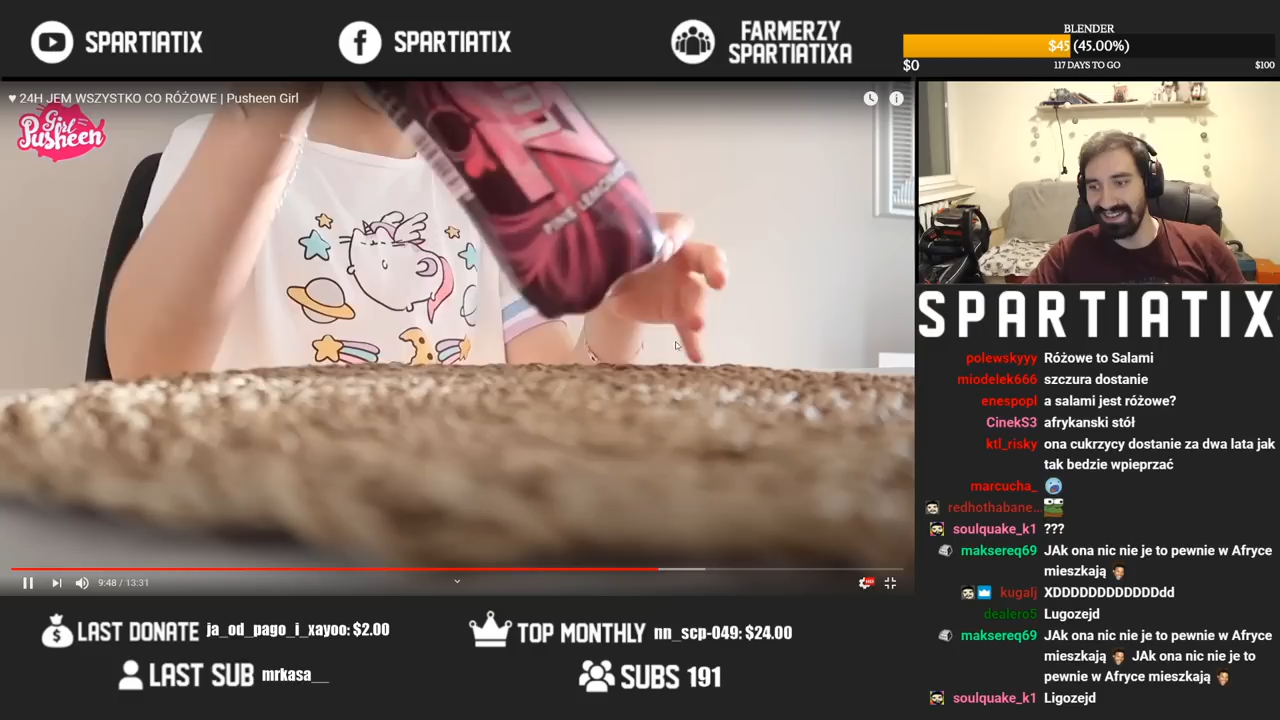 SPARTIATIX
SPARTIATIX
FARMERZY
SPARTIATIXA
BLENDER
$45 (45.00%)
$0
117 DAYS TO GO
$100
♥ 24H JEM WSZYSTKO CO RÓŻOWE | Pusheen Girl
Girl
Pusheen
PINK LEMON
SPARTIATIX
polewskyyy Różowe to Salami
miodelek666 szczura dostanie
enespopl a salami jest różowe?
CinekS3 afrykanski stół
ktl_risky ona cukrzycy dostanie za dwa lata jak
tak bedzie wpieprzać
marcucha_
redhothabane...
soulquake_k1 ???
maksereq69 JAk ona nic nie je to pewnie w Afryce
mieszkają
kugalj XDDDDDDDDDDDDdd
dealero5 Lugozejd
maksereq69 JAk ona nic nie je to pewnie w Afryce
mieszkają JAk ona nic nie je to
pewnie w Afryce mieszkają
soulquake_k1 Ligozejd
9:48 / 13:31
HD
LAST DONATE ja_od_pago_i_xayoo: $2.00
TOP MONTHLY nn_scp-049: $24.00
LAST SUB mrkasa__
SUBS 191